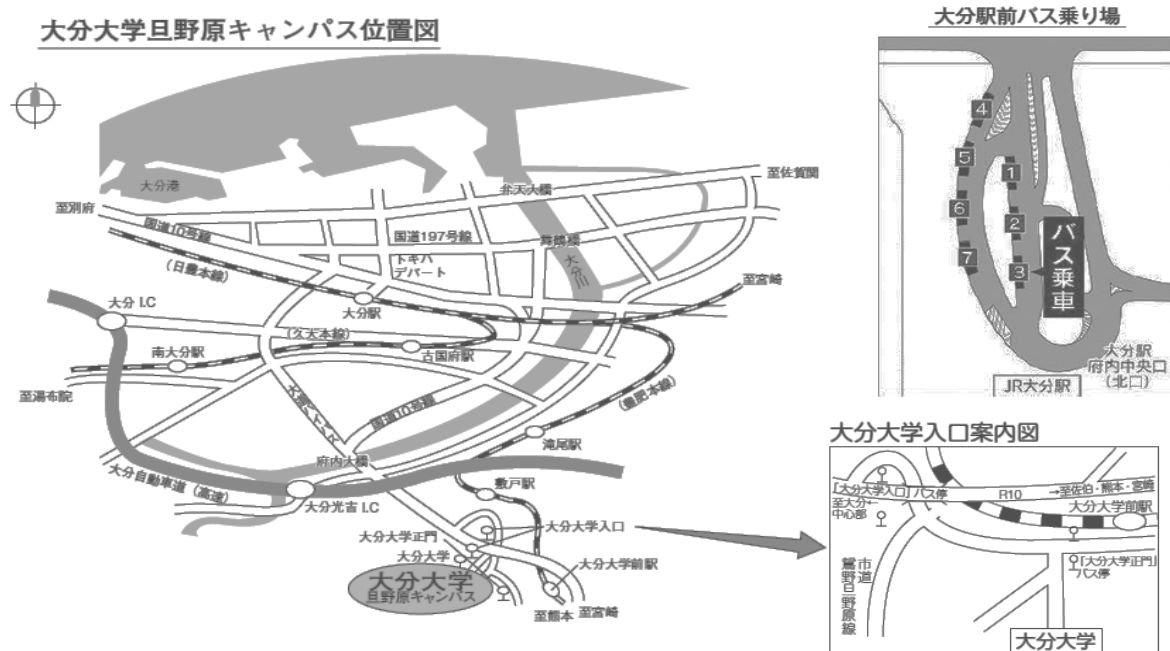 大分大学旦野原キャンパス位置図
大分港
至別府
国道10号線
(日豊本線)
国道197号線
トキハ
デパート
弁天大橋
舞鶴橋
大分川
至佐賀関
至宮崎
大分I.C
大分駅
(久大本線)
南大分駅
古国府駅
至湯布院
大分バイパス
国道10号線
(豊肥本線)
滝尾駅
府内大橋
大分自動車道(高速)
大分光吉I.C
敷戸駅
大分大学入口
大分大学正門
大分大学
大分大学前駅
大分大学
旦野原キャンパス
至熊本
至宮崎
大分駅前バス乗り場
4
5
1
6
2
7
3
バス乗車
大分駅
府内中央口
(北口)
JR大分駅
大分大学入口案内図
「大分大学入口」バス停
R10
→至佐伯・熊本・宮崎
至大分←
中心部
大分大学前駅
市道
鴛野旦野原線
「大分大学正門」
バス停
大分大学